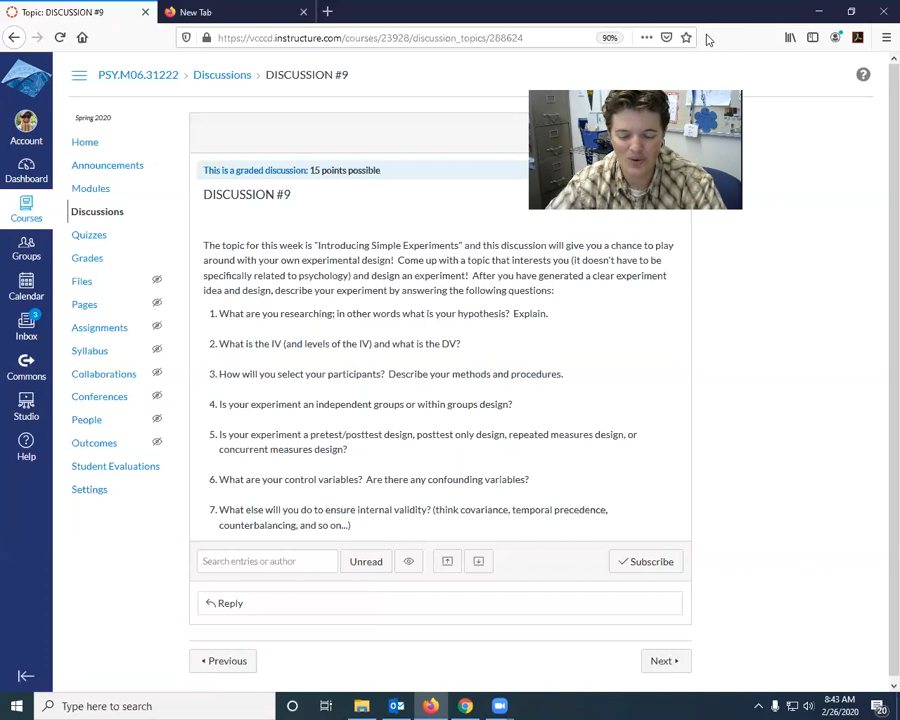 Topic: DISCUSSION #9
New Tab
https://vcccd.instructure.com/courses/23928/discussion_topics/288624
90%
PSY.M06.31222 › Discussions › DISCUSSION #9
Account
Dashboard
Courses
Groups
Calendar
3
Inbox
Commons
Studio
Help
Spring 2020
Home
Announcements
Modules
Discussions
Quizzes
Grades
Files
Pages
Assignments
Syllabus
Collaborations
Conferences
People
Outcomes
Student Evaluations
Settings
This is a graded discussion: 15 points possible
DISCUSSION #9
The topic for this week is "Introducing Simple Experiments" and this discussion will give you a chance to play
around with your own experimental design! Come up with a topic that interests you (it doesn't have to be
specifically related to psychology) and design an experiment! After you have generated a clear experiment
idea and design, describe your experiment by answering the following questions:
1. What are you researching; in other words what is your hypothesis? Explain.
2. What is the IV (and levels of the IV) and what is the DV?
3. How will you select your participants? Describe your methods and procedures.
4. Is your experiment an independent groups or within groups design?
5. Is your experiment a pretest/posttest design, posttest only design, repeated measures design, or
concurrent measures design?
6. What are your control variables? Are there any confounding variables?
7. What else will you do to ensure internal validity? (think covariance, temporal precedence,
counterbalancing, and so on...)
Search entries or author
Unread
Subscribe
Reply
Previous
Next
Type here to search
8:43 AM
2/26/2020
20